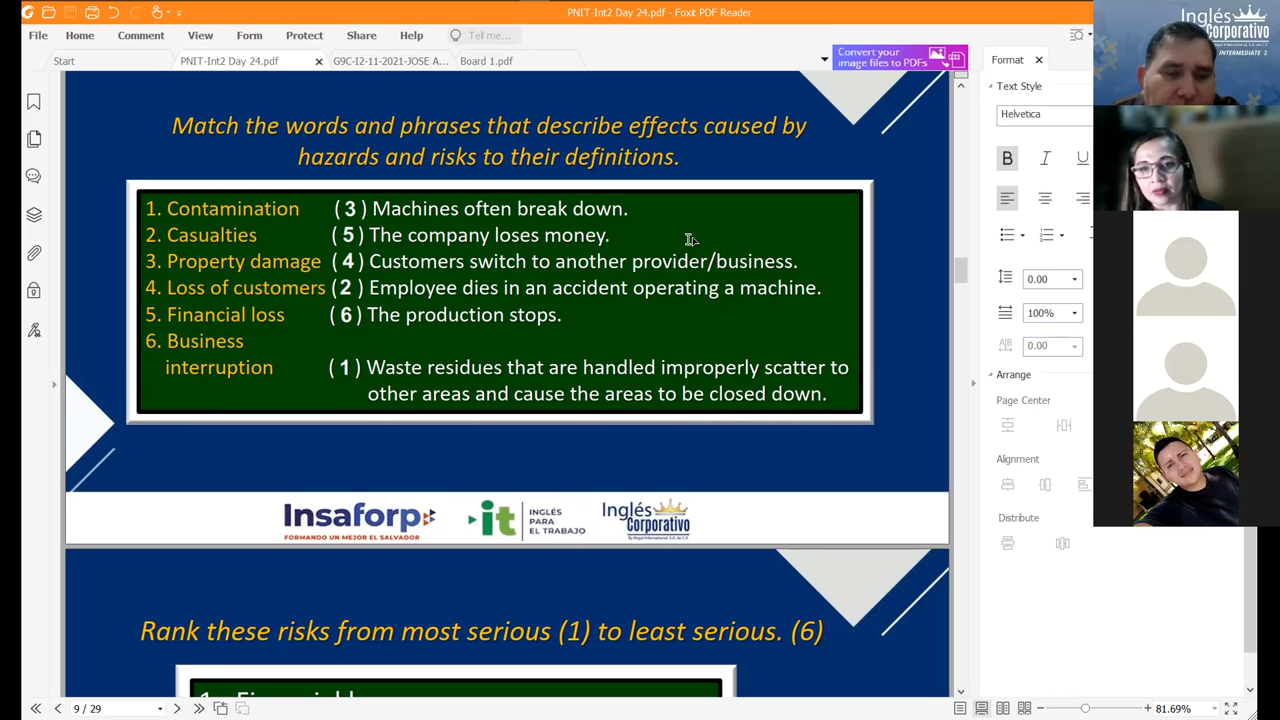 PNIT-Int2 Day 24.pdf - Foxit PDF Reader
File Home Comment View Form Protect Share Help Tell me...
Start PNIT-Int2 Day 24.pdf G9C-I2-11-2021-JOSE A... Board 1.pdf
Convert your
image files to PDFs
Format
Text Style
Helvetica
B I U
0.00
100%
0.00
Arrange
Page Center
Alignment
Distribute
Match the words and phrases that describe effects caused by
hazards and risks to their definitions.
1. Contamination ( 3 ) Machines often break down.
2. Casualties ( 5 ) The company loses money.
3. Property damage ( 4 ) Customers switch to another provider/business.
4. Loss of customers ( 2 ) Employee dies in an accident operating a machine.
5. Financial loss ( 6 ) The production stops.
6. Business
interruption ( 1 ) Waste residues that are handled improperly scatter to
other areas and cause the areas to be closed down.
Insaforp
FORMANDO UN MEJOR EL SALVADOR
it INGLÉS
PARA
EL TRABAJO
Inglés
Corporativo
Rank these risks from most serious (1) to least serious. (6)
9 / 29
81.69%
Inglés
Corporativo
INTERMEDIATE 2